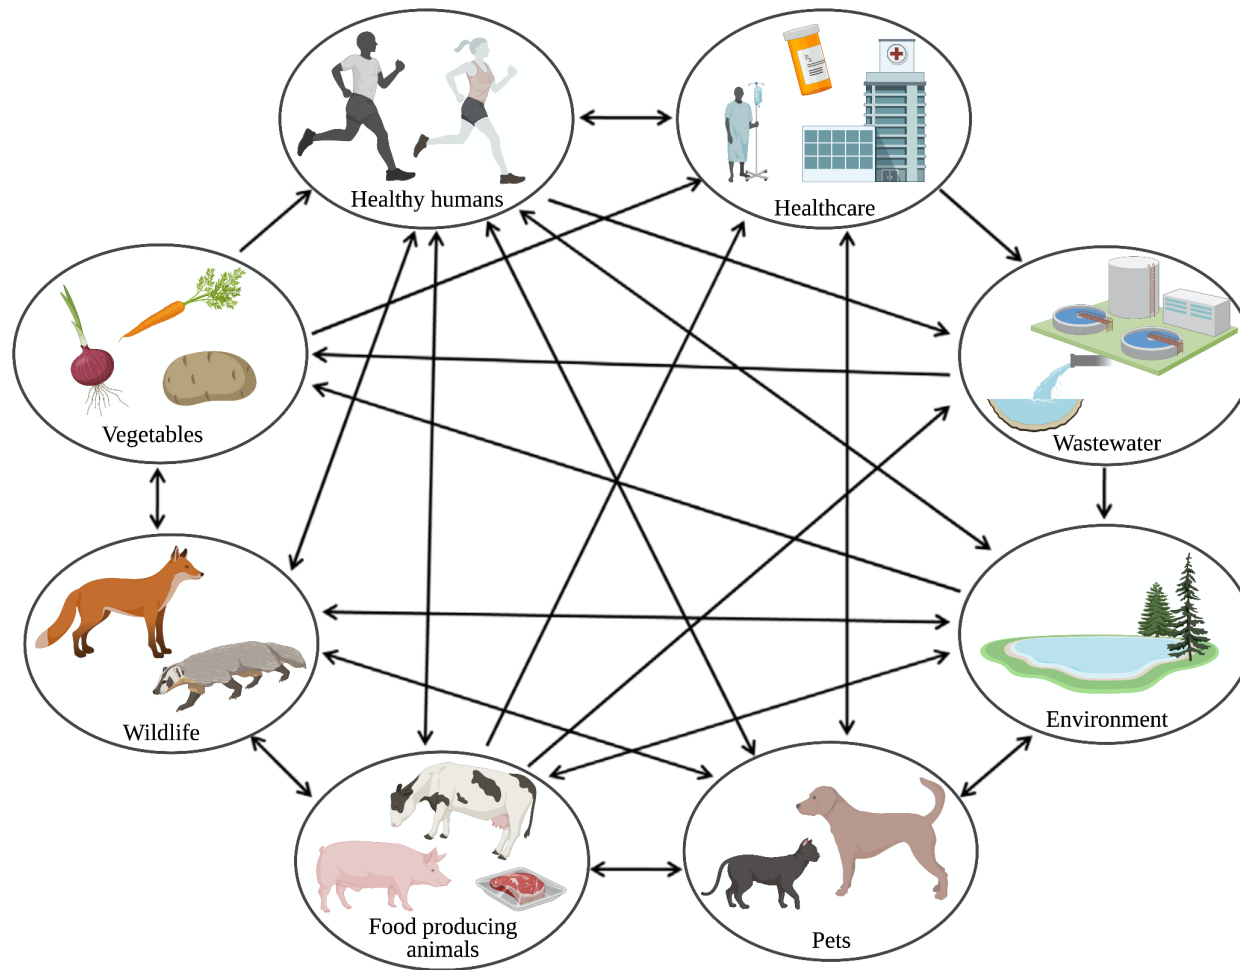 Healthy humans
Healthcare
Vegetables
Wastewater
Wildlife
Environment
Food producing
animals
Pets